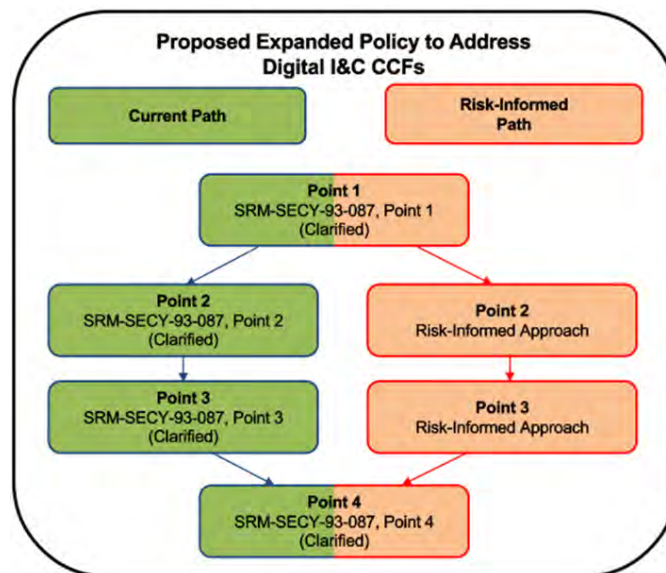 Proposed Expanded Policy to Address
Digital I&C CCFs
Current Path
Risk-Informed
Path
Point 1
SRM-SECY-93-087, Point 1
(Clarified)
Point 2
SRM-SECY-93-087, Point 2
(Clarified)
Point 2
Risk-Informed Approach
Point 3
SRM-SECY-93-087, Point 3
(Clarified)
Point 3
Risk-Informed Approach
Point 4
SRM-SECY-93-087, Point 4
(Clarified)